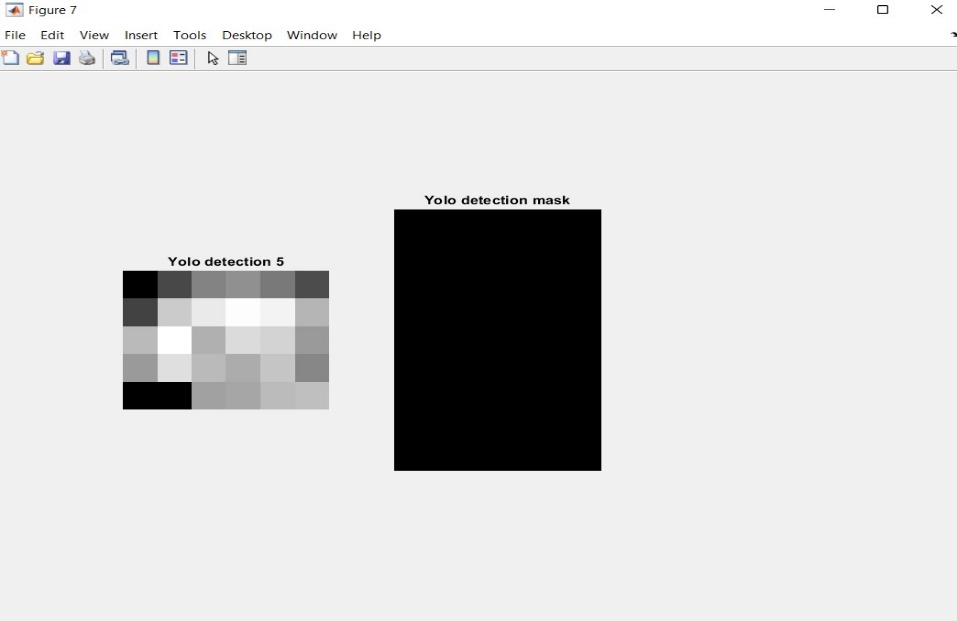 Figure 7
File Edit View Insert Tools Desktop Window Help
Yolo detection mask
Yolo detection 5